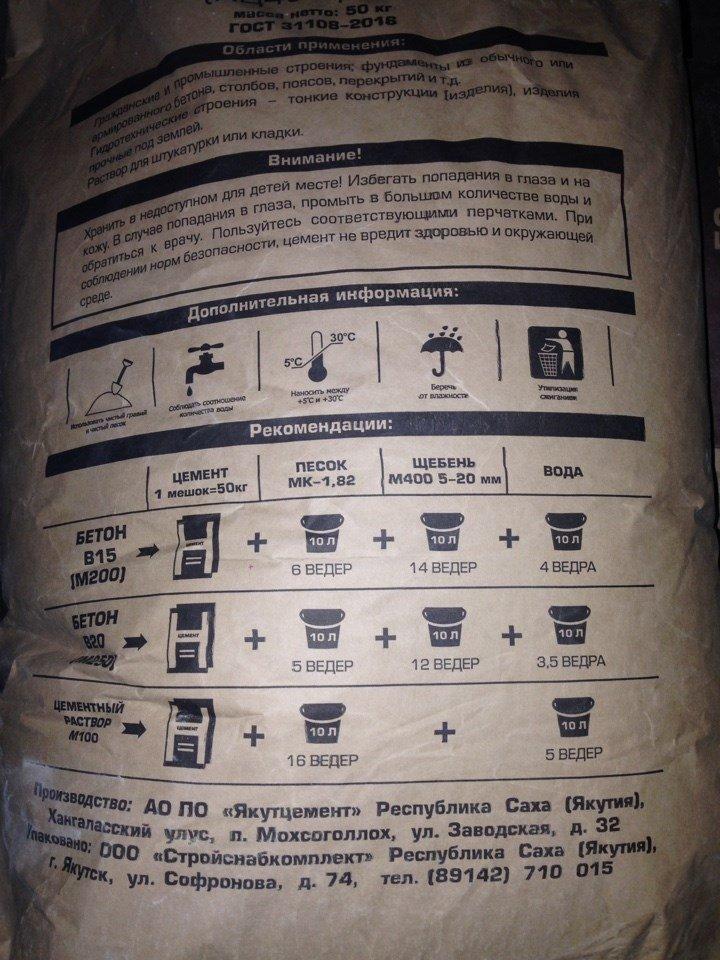 масса нетто: 50 кг
ГОСТ 31108-2016
Области применения:
Гражданские и промышленные строения; фундаменты из обычного или
армированного бетона, столбов, поясов, перекрытий и т.д.
Гидротехнические строения – тонкие конструкции (изделия), изделия
прочные под землей.
Раствор для штукатурки или кладки.
Внимание!
Хранить в недоступном для детей месте! Избегать попадания в глаза и на
кожу. В случае попадания в глаза, промыть в большом количестве воды и
обратиться к врачу. Пользуйтесь соответствующими перчатками. При
соблюдении норм безопасности, цемент не вредит здоровью и окружающей
среде.
Дополнительная информация:
5°C 30°C
Использовать чистый гравий
и чистый песок
Соблюдать соотношение
количества воды
Наносить между
+5°C и +30°C
Беречь
от влажности
Утилизация
сжиганием
Рекомендации:
ЦЕМЕНТ
1 мешок=50кг
ПЕСОК
МК-1,82
ЩЕБЕНЬ
М400 5-20 мм
ВОДА
БЕТОН
В15
(М200)
ЦЕМЕНТ + 10 Л + 10 Л + 10 Л
6 ВЕДЕР 14 ВЕДЕР 4 ВЕДРА
БЕТОН
В20
(М250)
ЦЕМЕНТ + 10 Л + 10 Л + 10 Л
5 ВЕДЕР 12 ВЕДЕР 3,5 ВЕДРА
ЦЕМЕНТНЫЙ
РАСТВОР
М100
ЦЕМЕНТ + 10 Л + 10 Л
16 ВЕДЕР 5 ВЕДЕР
Производство: АО ПО «Якутцемент» Республика Саха (Якутия),
Хангаласский улус, п. Мохсоголлох, ул. Заводская, д. 32
Упаковано: ООО «Стройснабкомплект» Республика Саха (Якутия),
г. Якутск, ул. Софронова, д. 74, тел. (89142) 710 015